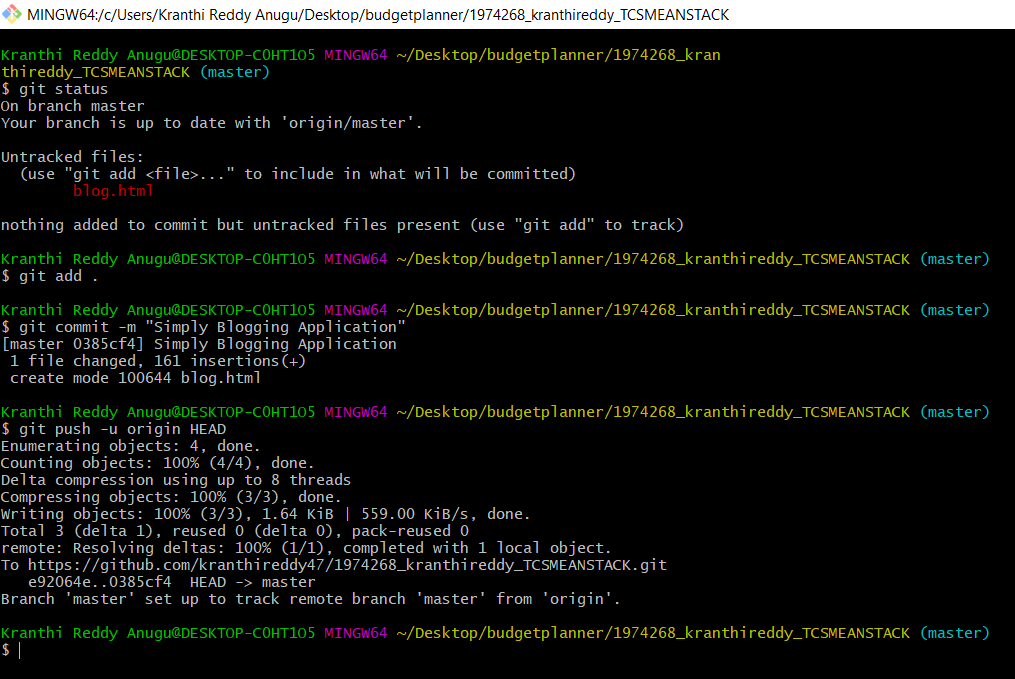 MINGW64:/c/Users/Kranthi Reddy Anugu/Desktop/budgetplanner/1974268_kranthireddy_TCSMEANSTACK
Kranthi Reddy Anugu@DESKTOP-C0HT1O5 MINGW64 ~/Desktop/budgetplanner/1974268_kran
thireddy_TCSMEANSTACK (master)
$ git status
On branch master
Your branch is up to date with 'origin/master'.
Untracked files:
  (use "git add <file>..." to include in what will be committed)
        blog.html
nothing added to commit but untracked files present (use "git add" to track)
Kranthi Reddy Anugu@DESKTOP-C0HT1O5 MINGW64 ~/Desktop/budgetplanner/1974268_kranthireddy_TCSMEANSTACK (master)
$ git add .
Kranthi Reddy Anugu@DESKTOP-C0HT1O5 MINGW64 ~/Desktop/budgetplanner/1974268_kranthireddy_TCSMEANSTACK (master)
$ git commit -m "Simply Blogging Application"
[master 0385cf4] Simply Blogging Application
 1 file changed, 161 insertions(+)
 create mode 100644 blog.html
Kranthi Reddy Anugu@DESKTOP-C0HT1O5 MINGW64 ~/Desktop/budgetplanner/1974268_kranthireddy_TCSMEANSTACK (master)
$ git push -u origin HEAD
Enumerating objects: 4, done.
Counting objects: 100% (4/4), done.
Delta compression using up to 8 threads
Compressing objects: 100% (3/3), done.
Writing objects: 100% (3/3), 1.64 KiB | 559.00 KiB/s, done.
Total 3 (delta 1), reused 0 (delta 0), pack-reused 0
remote: Resolving deltas: 100% (1/1), completed with 1 local object.
To https://github.com/kranthireddy47/1974268_kranthireddy_TCSMEANSTACK.git
   e92064e..0385cf4  HEAD -> master
Branch 'master' set up to track remote branch 'master' from 'origin'.
Kranthi Reddy Anugu@DESKTOP-C0HT1O5 MINGW64 ~/Desktop/budgetplanner/1974268_kranthireddy_TCSMEANSTACK (master)
$